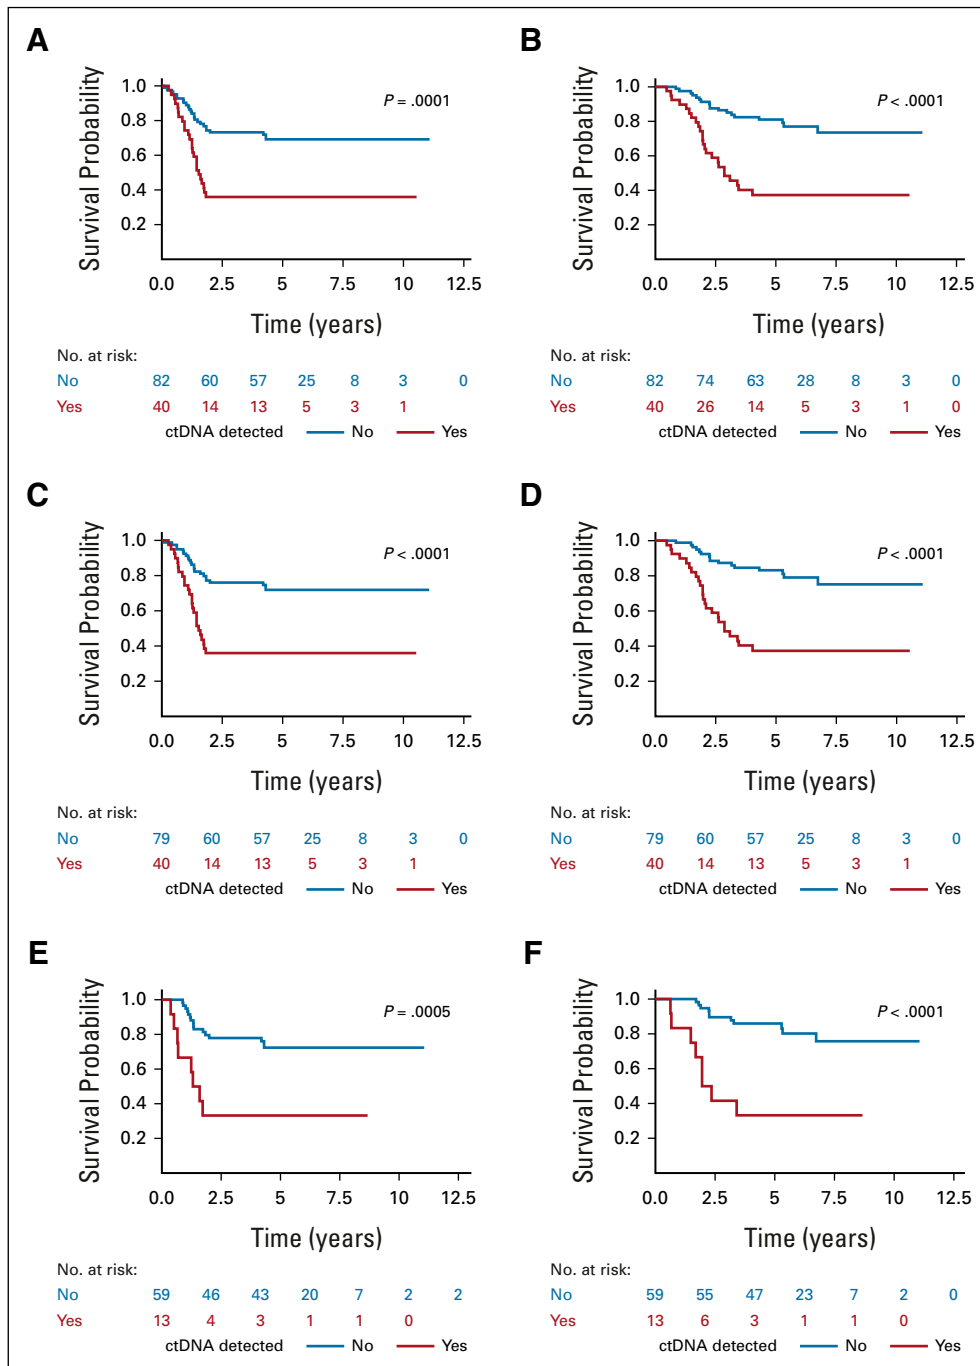 A
Survival Probability
1.0
0.8
0.6
0.4
0.2
P = .0001
0.0 2.5 5 7.5 10 12.5
Time (years)
No. at risk:
No 82 60 57 25 8 3 0
Yes 40 14 13 5 3 1
ctDNA detected No Yes
B
Survival Probability
1.0
0.8
0.6
0.4
0.2
P < .0001
0.0 2.5 5 7.5 10 12.5
Time (years)
No. at risk:
No 82 74 63 28 8 3 0
Yes 40 26 14 5 3 1 0
ctDNA detected No Yes
C
Survival Probability
1.0
0.8
0.6
0.4
0.2
P < .0001
0.0 2.5 5 7.5 10 12.5
Time (years)
No. at risk:
No 79 60 57 25 8 3 0
Yes 40 14 13 5 3 1
ctDNA detected No Yes
D
Survival Probability
1.0
0.8
0.6
0.4
0.2
P < .0001
0.0 2.5 5 7.5 10 12.5
Time (years)
No. at risk:
No 79 60 57 25 8 3 0
Yes 40 14 13 5 3 1
ctDNA detected No Yes
E
Survival Probability
1.0
0.8
0.6
0.4
0.2
P = .0005
0.0 2.5 5 7.5 10 12.5
Time (years)
No. at risk:
No 59 46 43 20 7 2 2
Yes 13 4 3 1 1 0
ctDNA detected No Yes
F
Survival Probability
1.0
0.8
0.6
0.4
0.2
P < .0001
0.0 2.5 5 7.5 10 12.5
Time (years)
No. at risk:
No 59 55 47 23 7 2 0
Yes 13 6 3 1 1 0
ctDNA detected No Yes